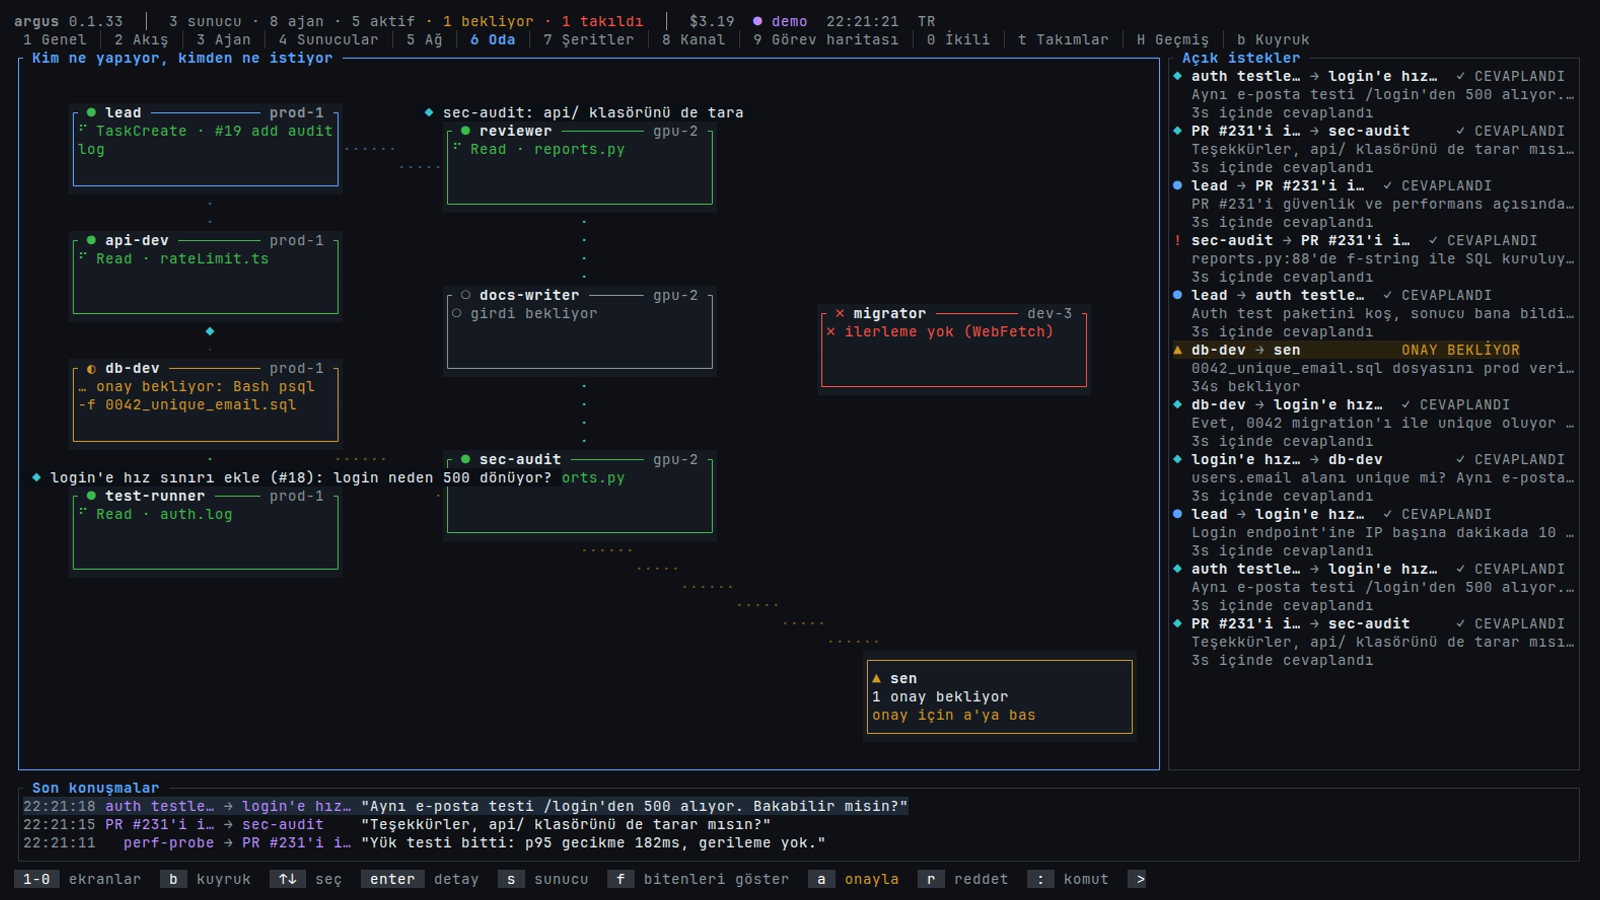 argus 0.1.33 │ 3 sunucu · 8 ajan · 5 aktif · 1 bekliyor · 1 takıldı │ $3.19 ● demo 22:21:21 TR
1 Genel │ 2 Akış │ 3 Ajan │ 4 Sunucular │ 5 Ağ │ 6 Oda │ 7 Şeritler │ 8 Kanal │ 9 Görev haritası │ 0 İkili │ t Takımlar │ H Geçmiş │ b Kuyruk
Kim ne yapıyor, kimden ne istiyor
● lead prod-1
TaskCreate · #19 add audit
log
◆ sec-audit: api/ klasörünü de tara
● reviewer gpu-2
Read · reports.py
● api-dev prod-1
Read · rateLimit.ts
○ docs-writer gpu-2
○ girdi bekliyor
× migrator dev-3
× ilerleme yok (WebFetch)
◐ db-dev prod-1
… onay bekliyor: Bash psql
-f 0042_unique_email.sql
● sec-audit gpu-2
◆ login'e hız sınırı ekle (#18): login neden 500 dönüyor? orts.py
● test-runner prod-1
Read · auth.log
▲ sen
1 onay bekliyor
onay için a'ya bas
Açık istekler
◆ auth testle… → login'e hız… ✓ CEVAPLANDI
Aynı e-posta testi /login'den 500 alıyor.…
3s içinde cevaplandı
◆ PR #231'i i… → sec-audit ✓ CEVAPLANDI
Teşekkürler, api/ klasörünü de tarar mısı…
3s içinde cevaplandı
● lead → PR #231'i i… ✓ CEVAPLANDI
PR #231'i güvenlik ve performans açısında…
3s içinde cevaplandı
! sec-audit → PR #231'i i… ✓ CEVAPLANDI
reports.py:88'de f-string ile SQL kuruluy…
3s içinde cevaplandı
● lead → auth testle… ✓ CEVAPLANDI
Auth test paketini koş, sonucu bana bildi…
3s içinde cevaplandı
▲ db-dev → sen ONAY BEKLİYOR
0042_unique_email.sql dosyasını prod veri…
34s bekliyor
◆ db-dev → login'e hız… ✓ CEVAPLANDI
Evet, 0042 migration'ı ile unique oluyor …
3s içinde cevaplandı
◆ login'e hız… → db-dev ✓ CEVAPLANDI
users.email alanı unique mi? Aynı e-posta…
3s içinde cevaplandı
● lead → login'e hız… ✓ CEVAPLANDI
Login endpoint'ine IP başına dakikada 10 …
3s içinde cevaplandı
◆ auth testle… → login'e hız… ✓ CEVAPLANDI
Aynı e-posta testi /login'den 500 alıyor.…
3s içinde cevaplandı
◆ PR #231'i i… → sec-audit ✓ CEVAPLANDI
Teşekkürler, api/ klasörünü de tarar mısı…
3s içinde cevaplandı
Son konuşmalar
22:21:18 auth testle… → login'e hız… "Aynı e-posta testi /login'den 500 alıyor. Bakabilir misin?"
22:21:15 PR #231'i i… → sec-audit "Teşekkürler, api/ klasörünü de tarar mısın?"
22:21:11 perf-probe → PR #231'i i… "Yük testi bitti: p95 gecikme 182ms, gerileme yok."
1-0 ekranlar b kuyruk ↑↓ seç enter detay s sunucu f bitenleri göster a onayla r reddet : komut >